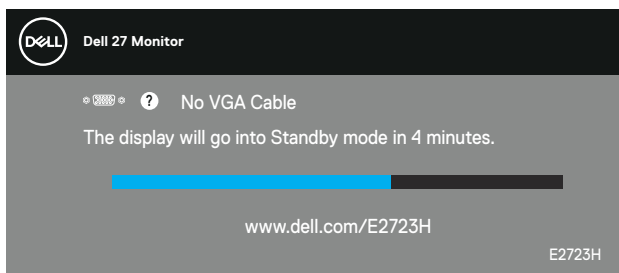 DELL
Dell 27 Monitor
? No VGA Cable
The display will go into Standby mode in 4 minutes.
www.dell.com/E2723H
E2723H